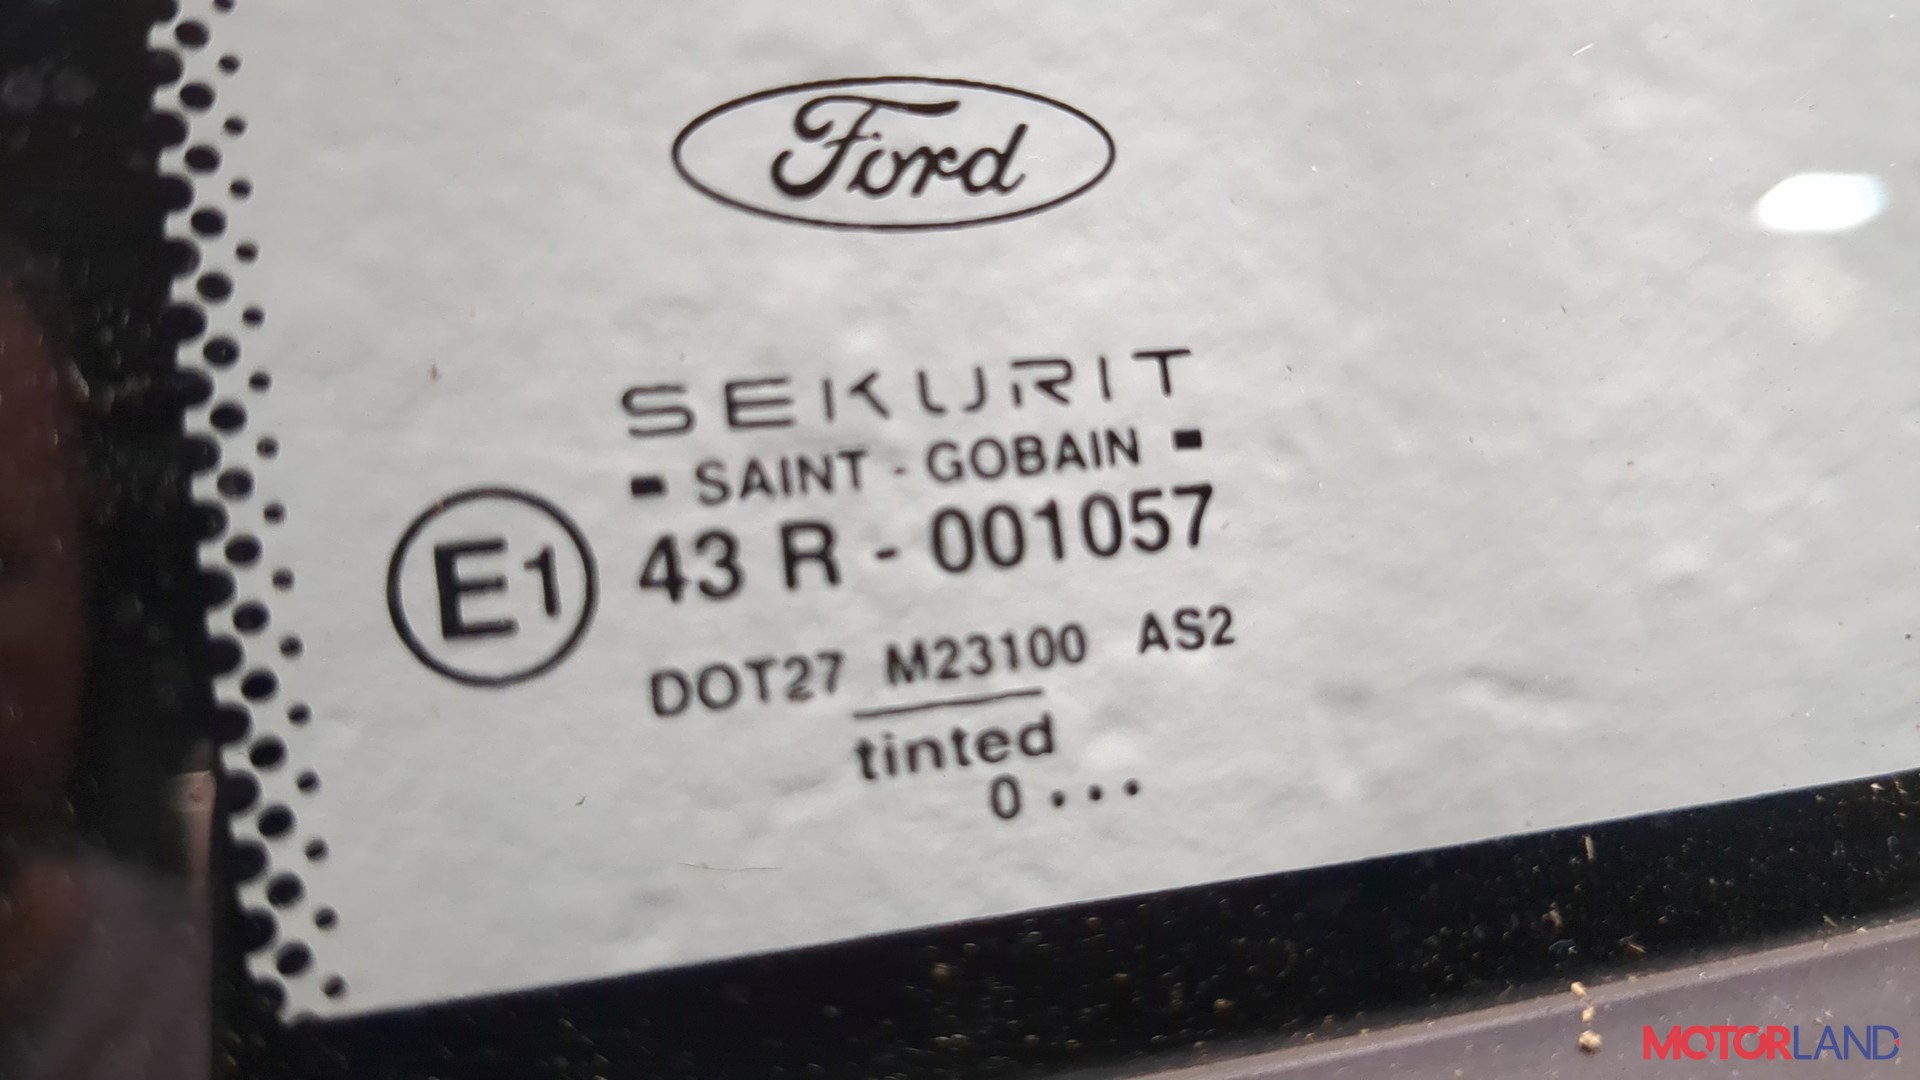 Ford
SEKURIT
- SAINT - GOBAIN -
E1
43 R - 001057
DOT27 M23100 AS2
tinted
0 •••
MOTORLAND